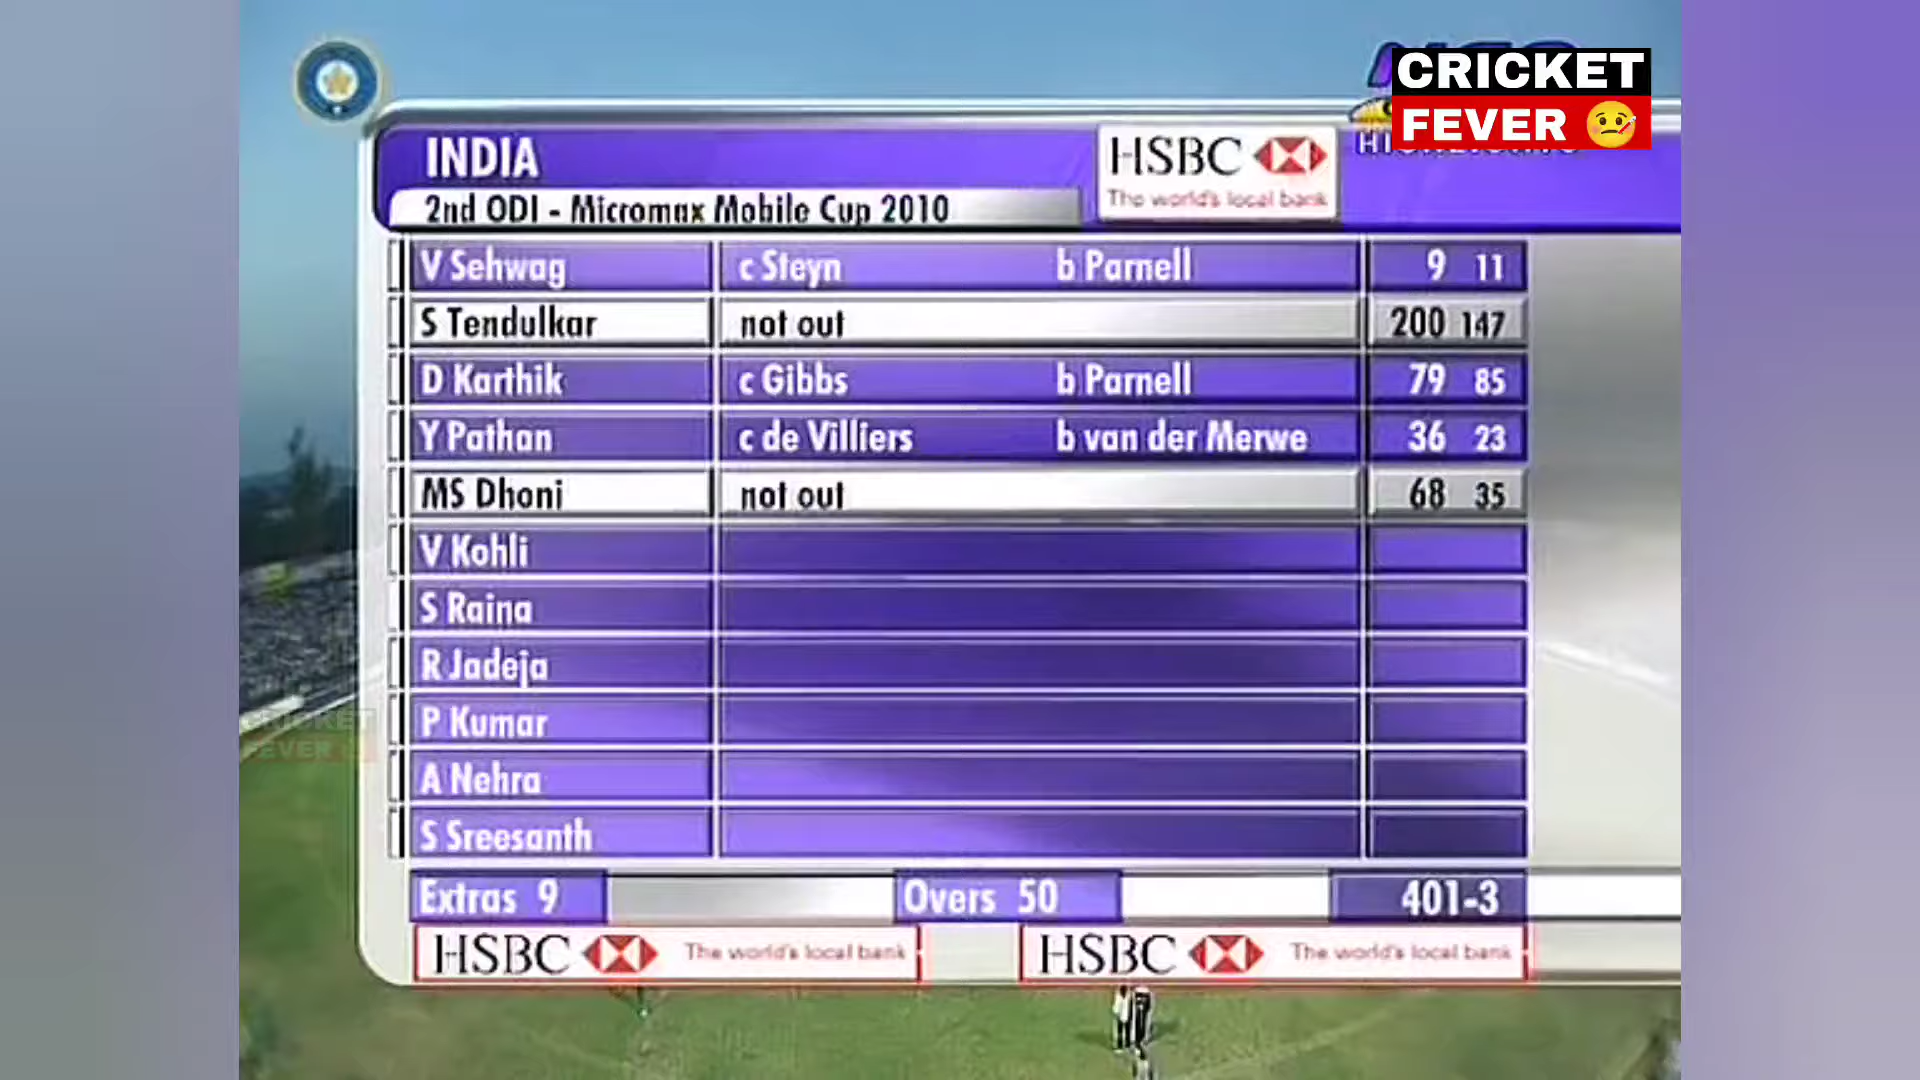 CRICKET
FEVER
INDIA
HSBC
The world's local bank
2nd ODI - Micromax Mobile Cup 2010
V Sehwag c Steyn b Parnell 9 11
S Tendulkar not out 200 147
D Karthik c Gibbs b Parnell 79 85
Y Pathan c de Villiers b van der Merwe 36 23
MS Dhoni not out 68 35
V Kohli
S Raina
R Jadeja
P Kumar
CRICKET
FEVER
A Nehra
S Sreesanth
Extras 9 Overs 50 401-3
HSBC The world's local bank HSBC The world's local bank